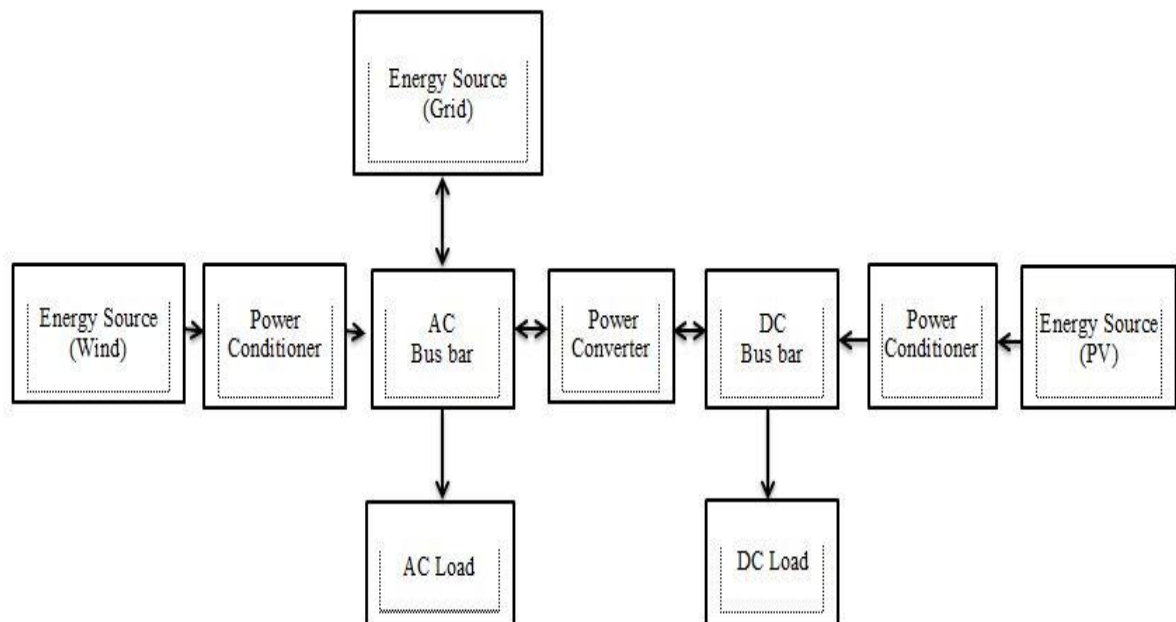 Energy Source
(Grid)
Energy Source
(Wind)
Power
Conditioner
AC
Bus bar
Power
Converter
DC
Bus bar
Power
Conditioner
Energy Source
(PV)
AC Load
DC Load